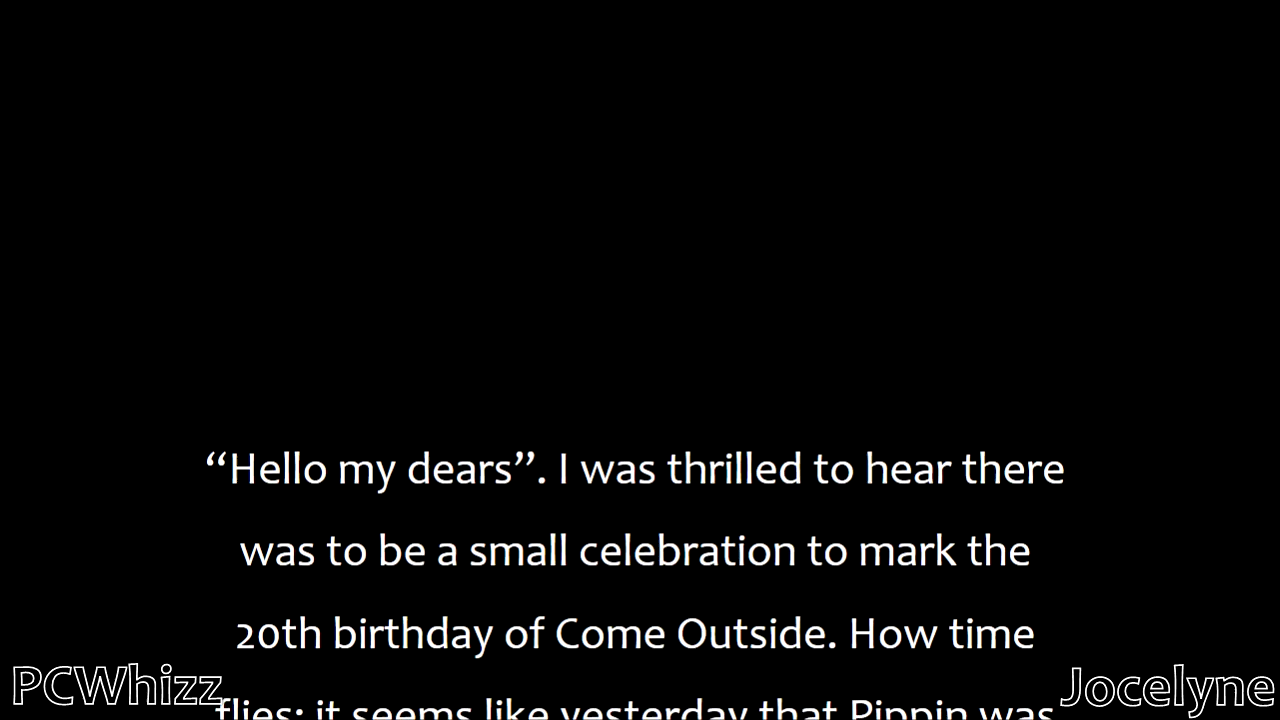 “Hello my dears”. I was thrilled to hear there
was to be a small celebration to mark the
20th birthday of Come Outside. How time
flies; it seems like yesterday that Pippin was
PCWhizz
Jocelyne